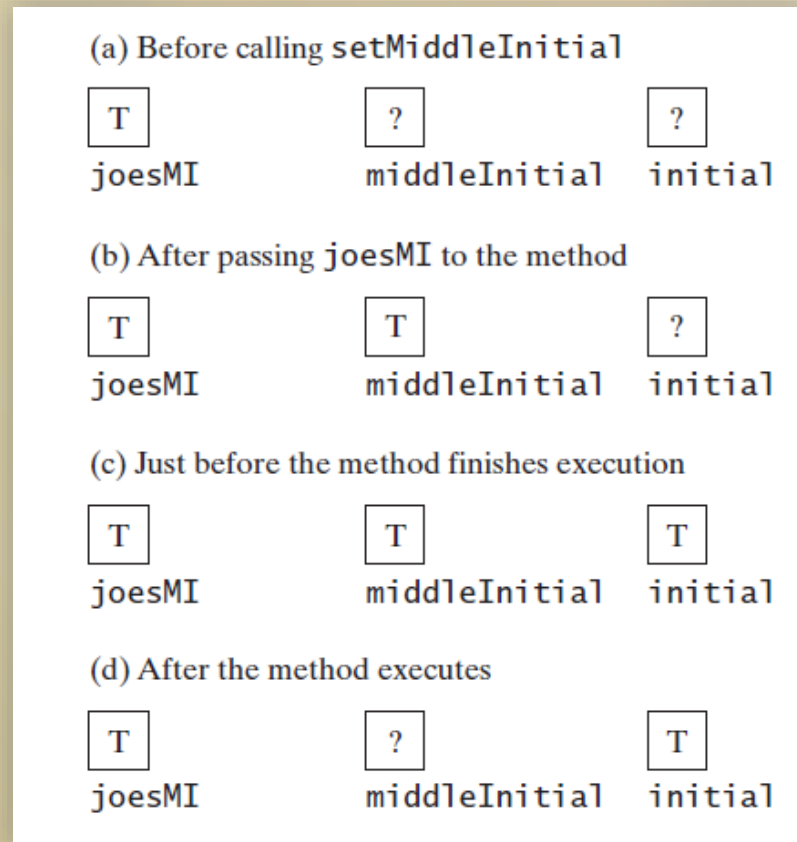 (a) Before calling setMiddleInitial
T ? ?
joesMI middleInitial initial
(b) After passing joesMI to the method
T T ?
joesMI middleInitial initial
(c) Just before the method finishes execution
T T T
joesMI middleInitial initial
(d) After the method executes
T ? T
joesMI middleInitial initial